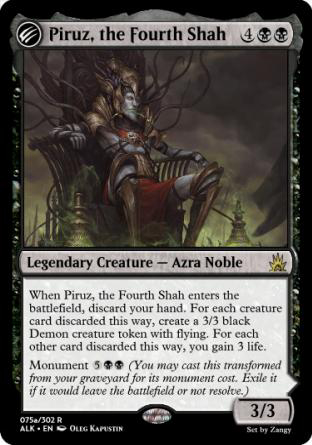 Piruz, the Fourth Shah 4
Legendary Creature — Azra Noble
When Piruz, the Fourth Shah enters the
battlefield, discard your hand. For each
creature card discarded this way, create a 3/3 black
Demon creature token with flying. For each
other card discarded this way, you gain 3 life.
Monument 5 (You may cast this transformed
from your graveyard for its monument cost. Exile it
if it would leave the battlefield or not resolve.)
3/3
075a/302 R
ALK • EN Oleg Kapustin
Set by Zangy